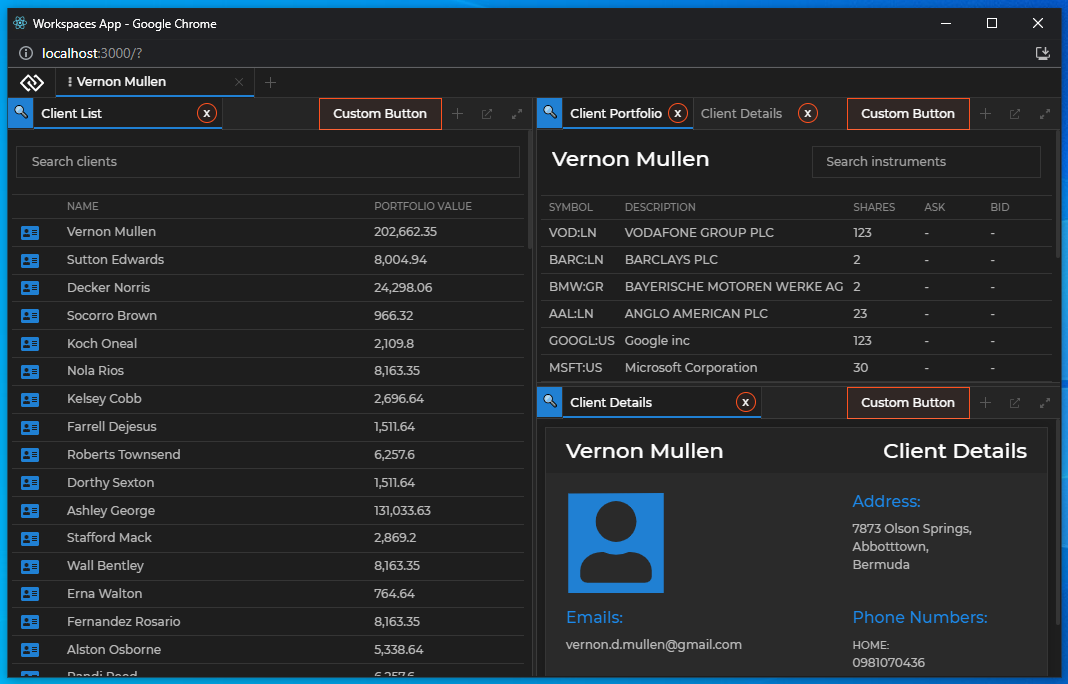 Workspaces App - Google Chrome
localhost:3000/?
Vernon Mullen
Client List x Custom Button
Search clients
NAME PORTFOLIO VALUE
Vernon Mullen 202,662.35
Sutton Edwards 8,004.94
Decker Norris 24,298.06
Socorro Brown 966.32
Koch Oneal 2,109.8
Nola Rios 8,163.35
Kelsey Cobb 2,696.64
Farrell Dejesus 1,511.64
Roberts Townsend 6,257.6
Dorthy Sexton 1,511.64
Ashley George 131,033.63
Stafford Mack 2,869.2
Wall Bentley 8,163.35
Erna Walton 764.64
Fernandez Rosario 8,163.35
Alston Osborne 5,338.64
Client Portfolio x Client Details x Custom Button
Vernon Mullen Search instruments
SYMBOL DESCRIPTION SHARES ASK BID
VOD:LN VODAFONE GROUP PLC 123 - -
BARC:LN BARCLAYS PLC 2 - -
BMW:GR BAYERISCHE MOTOREN WERKE AG 2 - -
AAL:LN ANGLO AMERICAN PLC 23 - -
GOOGL:US Google inc 123 - -
MSFT:US Microsoft Corporation 30 - -
Client Details x Custom Button
Vernon Mullen Client Details
Address:
7873 Olson Springs,
Abbotttown,
Bermuda
Emails:
vernon.d.mullen@gmail.com
Phone Numbers:
HOME:
0981070436